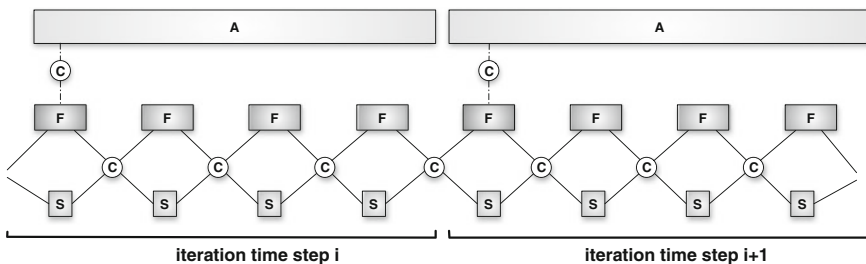 A A
C C
F F F F F F F F
C C C C C C C
S S S S S S S S
iteration time step i iteration time step i+1